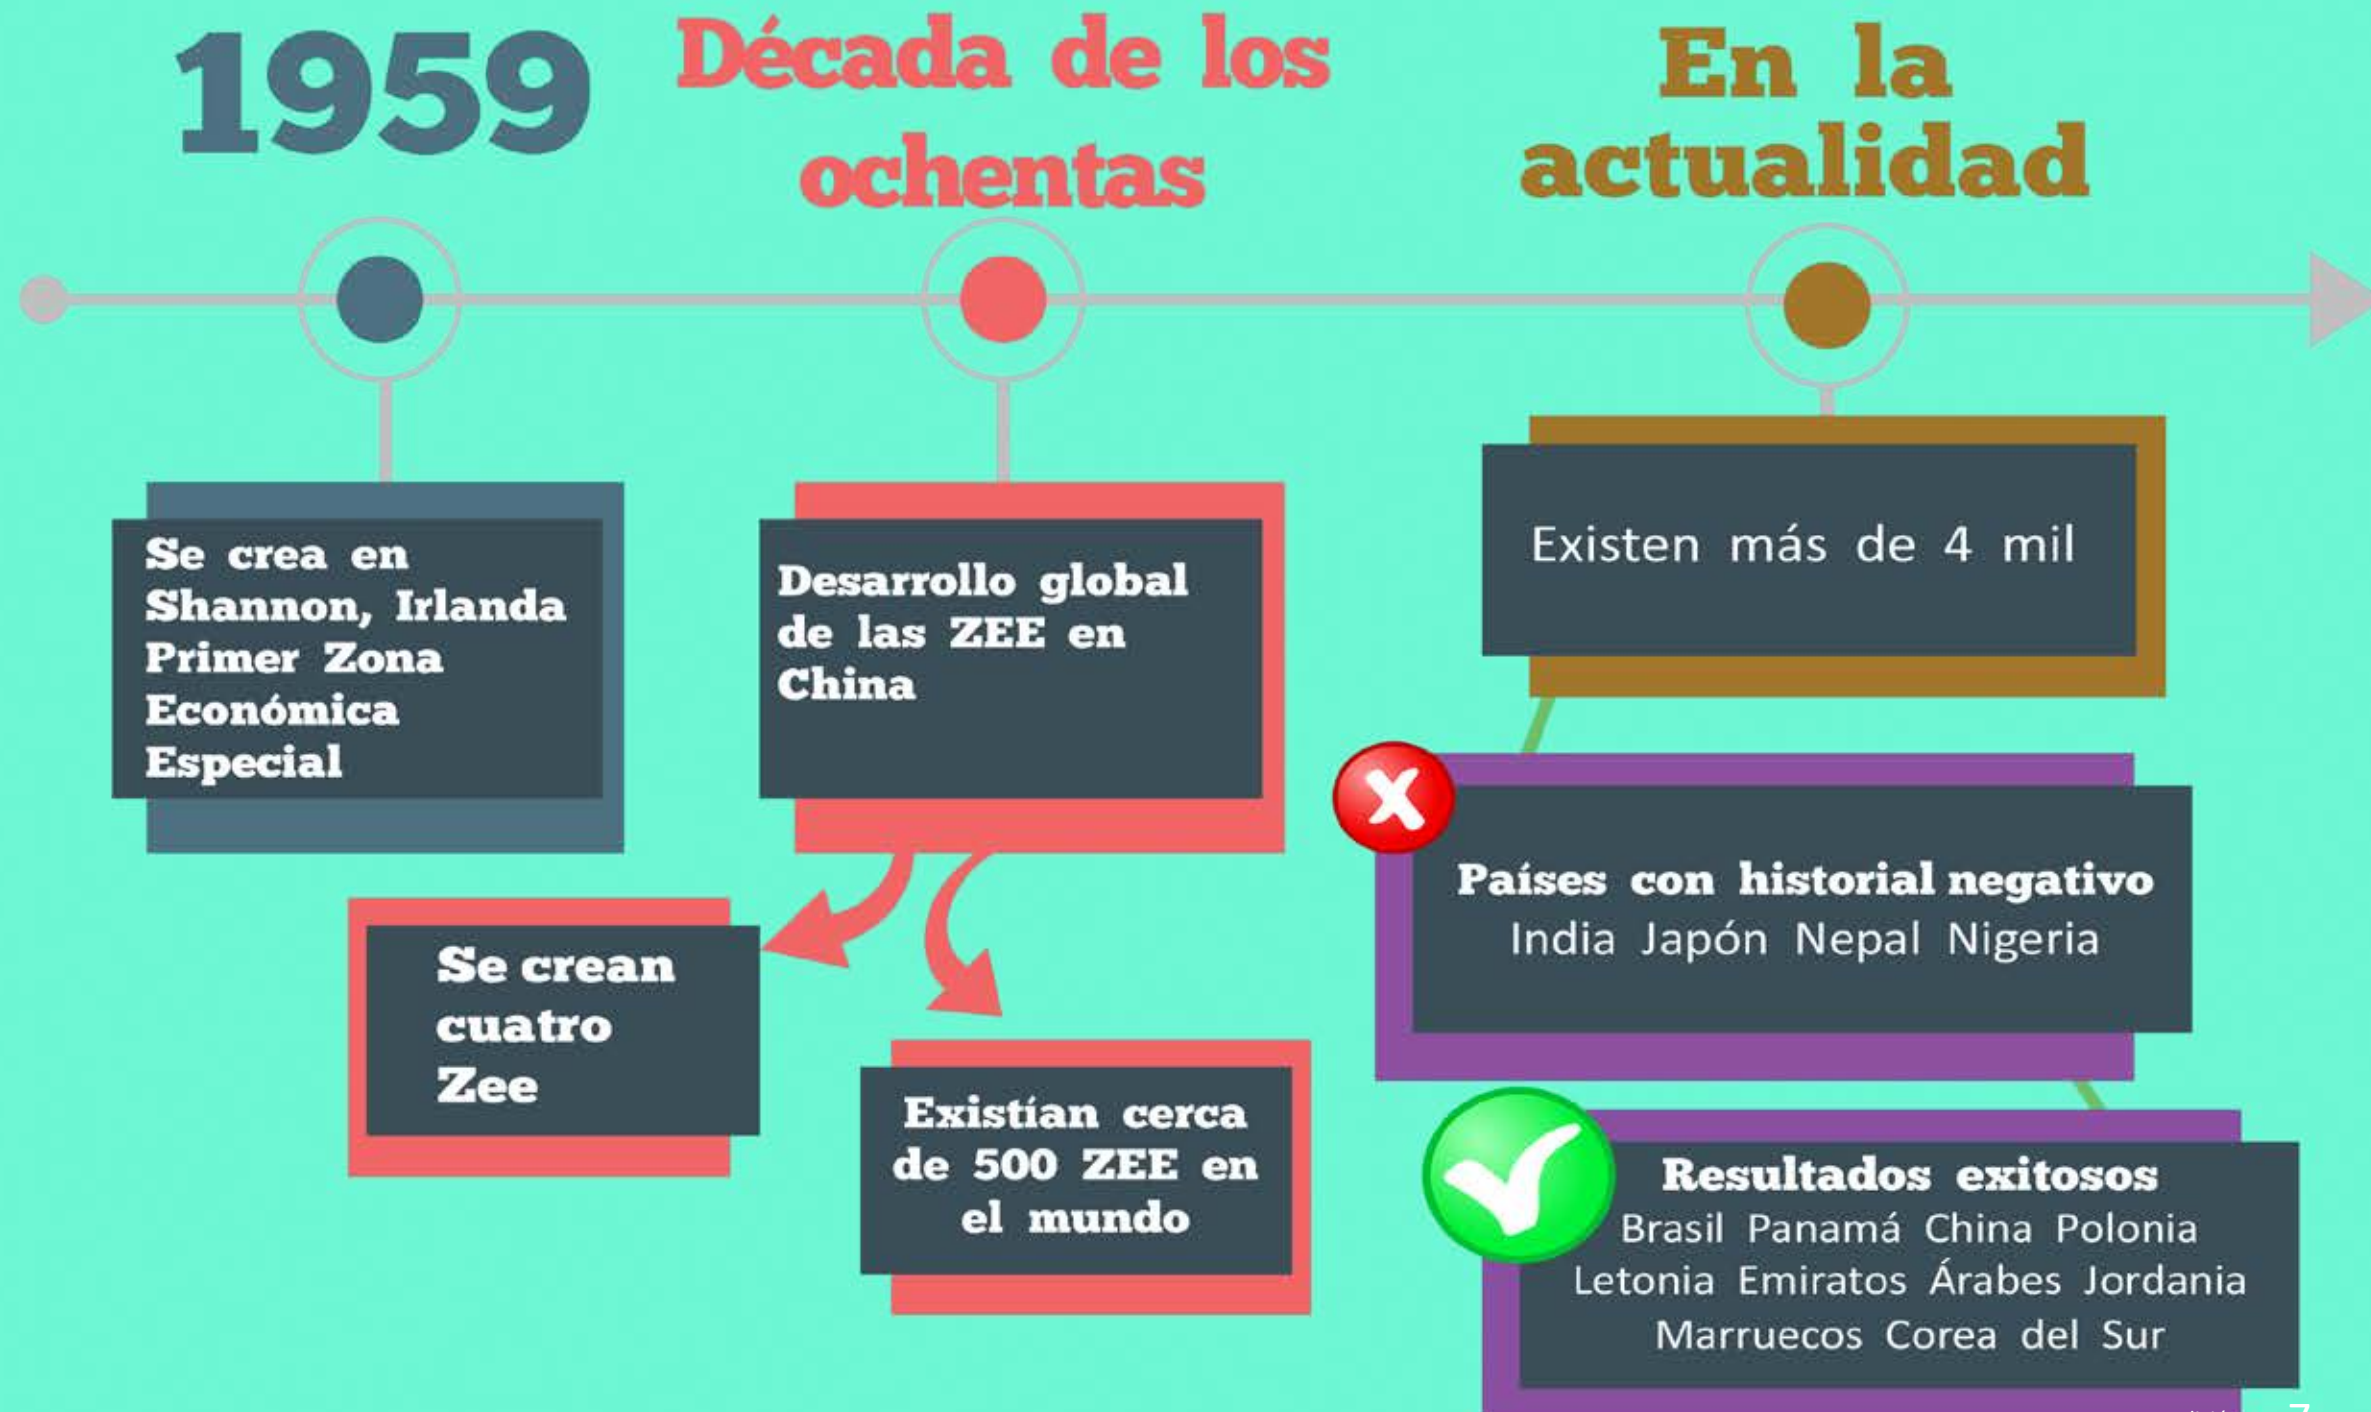 1959
Década de los
ochentas
En la
actualidad
Se crea en
Shannon, Irlanda
Primer Zona
Económica
Especial
Desarrollo global
de las ZEE en
China
Se crean
cuatro
Zee
Existían cerca
de 500 ZEE en
el mundo
Existen más de 4 mil
Países con historial negativo
India Japón Nepal Nigeria
Resultados exitosos
Brasil Panamá China Polonia
Letonia Emiratos Árabes Jordania
Marruecos Corea del Sur
7